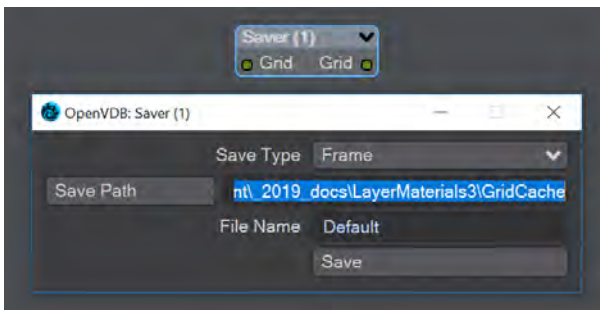 Saver (1)
Grid Grid
OpenVDB: Saver (1)
Save Type Frame
Save Path nt\_2019_docs\LayerMaterials3\GridCache
File Name Default
Save